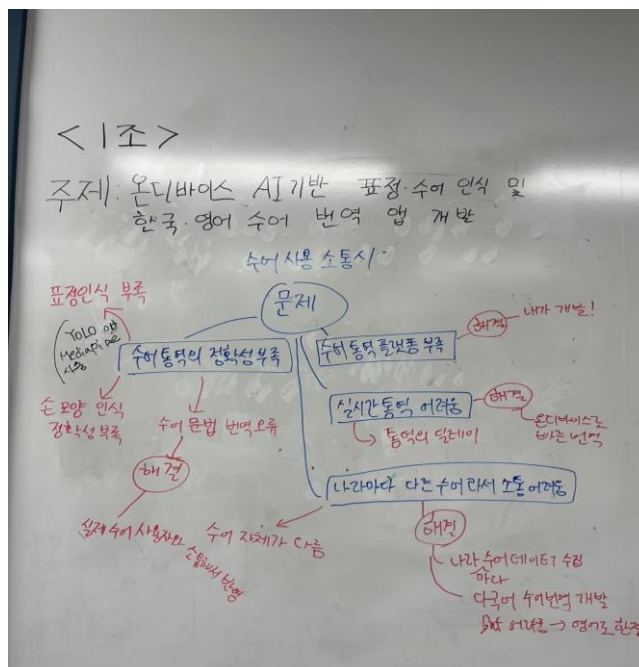 <1조>
주제: 온디바이스 AI기반 표정·수어 인식 및
한국·영어 수어 번역 앱 개발
수어 사용 소통시
문제
표정인식 부족
(YOLO or
Mediapipe
사용
수어 통역의 정확성 부족
손 모양 인식
정확성 부족
수어 문법 번역 오류
해결
실제 수어 사용자와
소통해서 반영
수어 통역 플랫폼 부족
해결
내가 개발!
실시간 통역 어려움
해결
온디바이스로
빠른 번역
통역의 딜레이
나라마다 다른 수어라서 소통 어려움
수어 자체가 다름
해결
나라 수어 데이터 수집
마다
다국어 수어번역 개발
But 어려움 → 영어로 한정